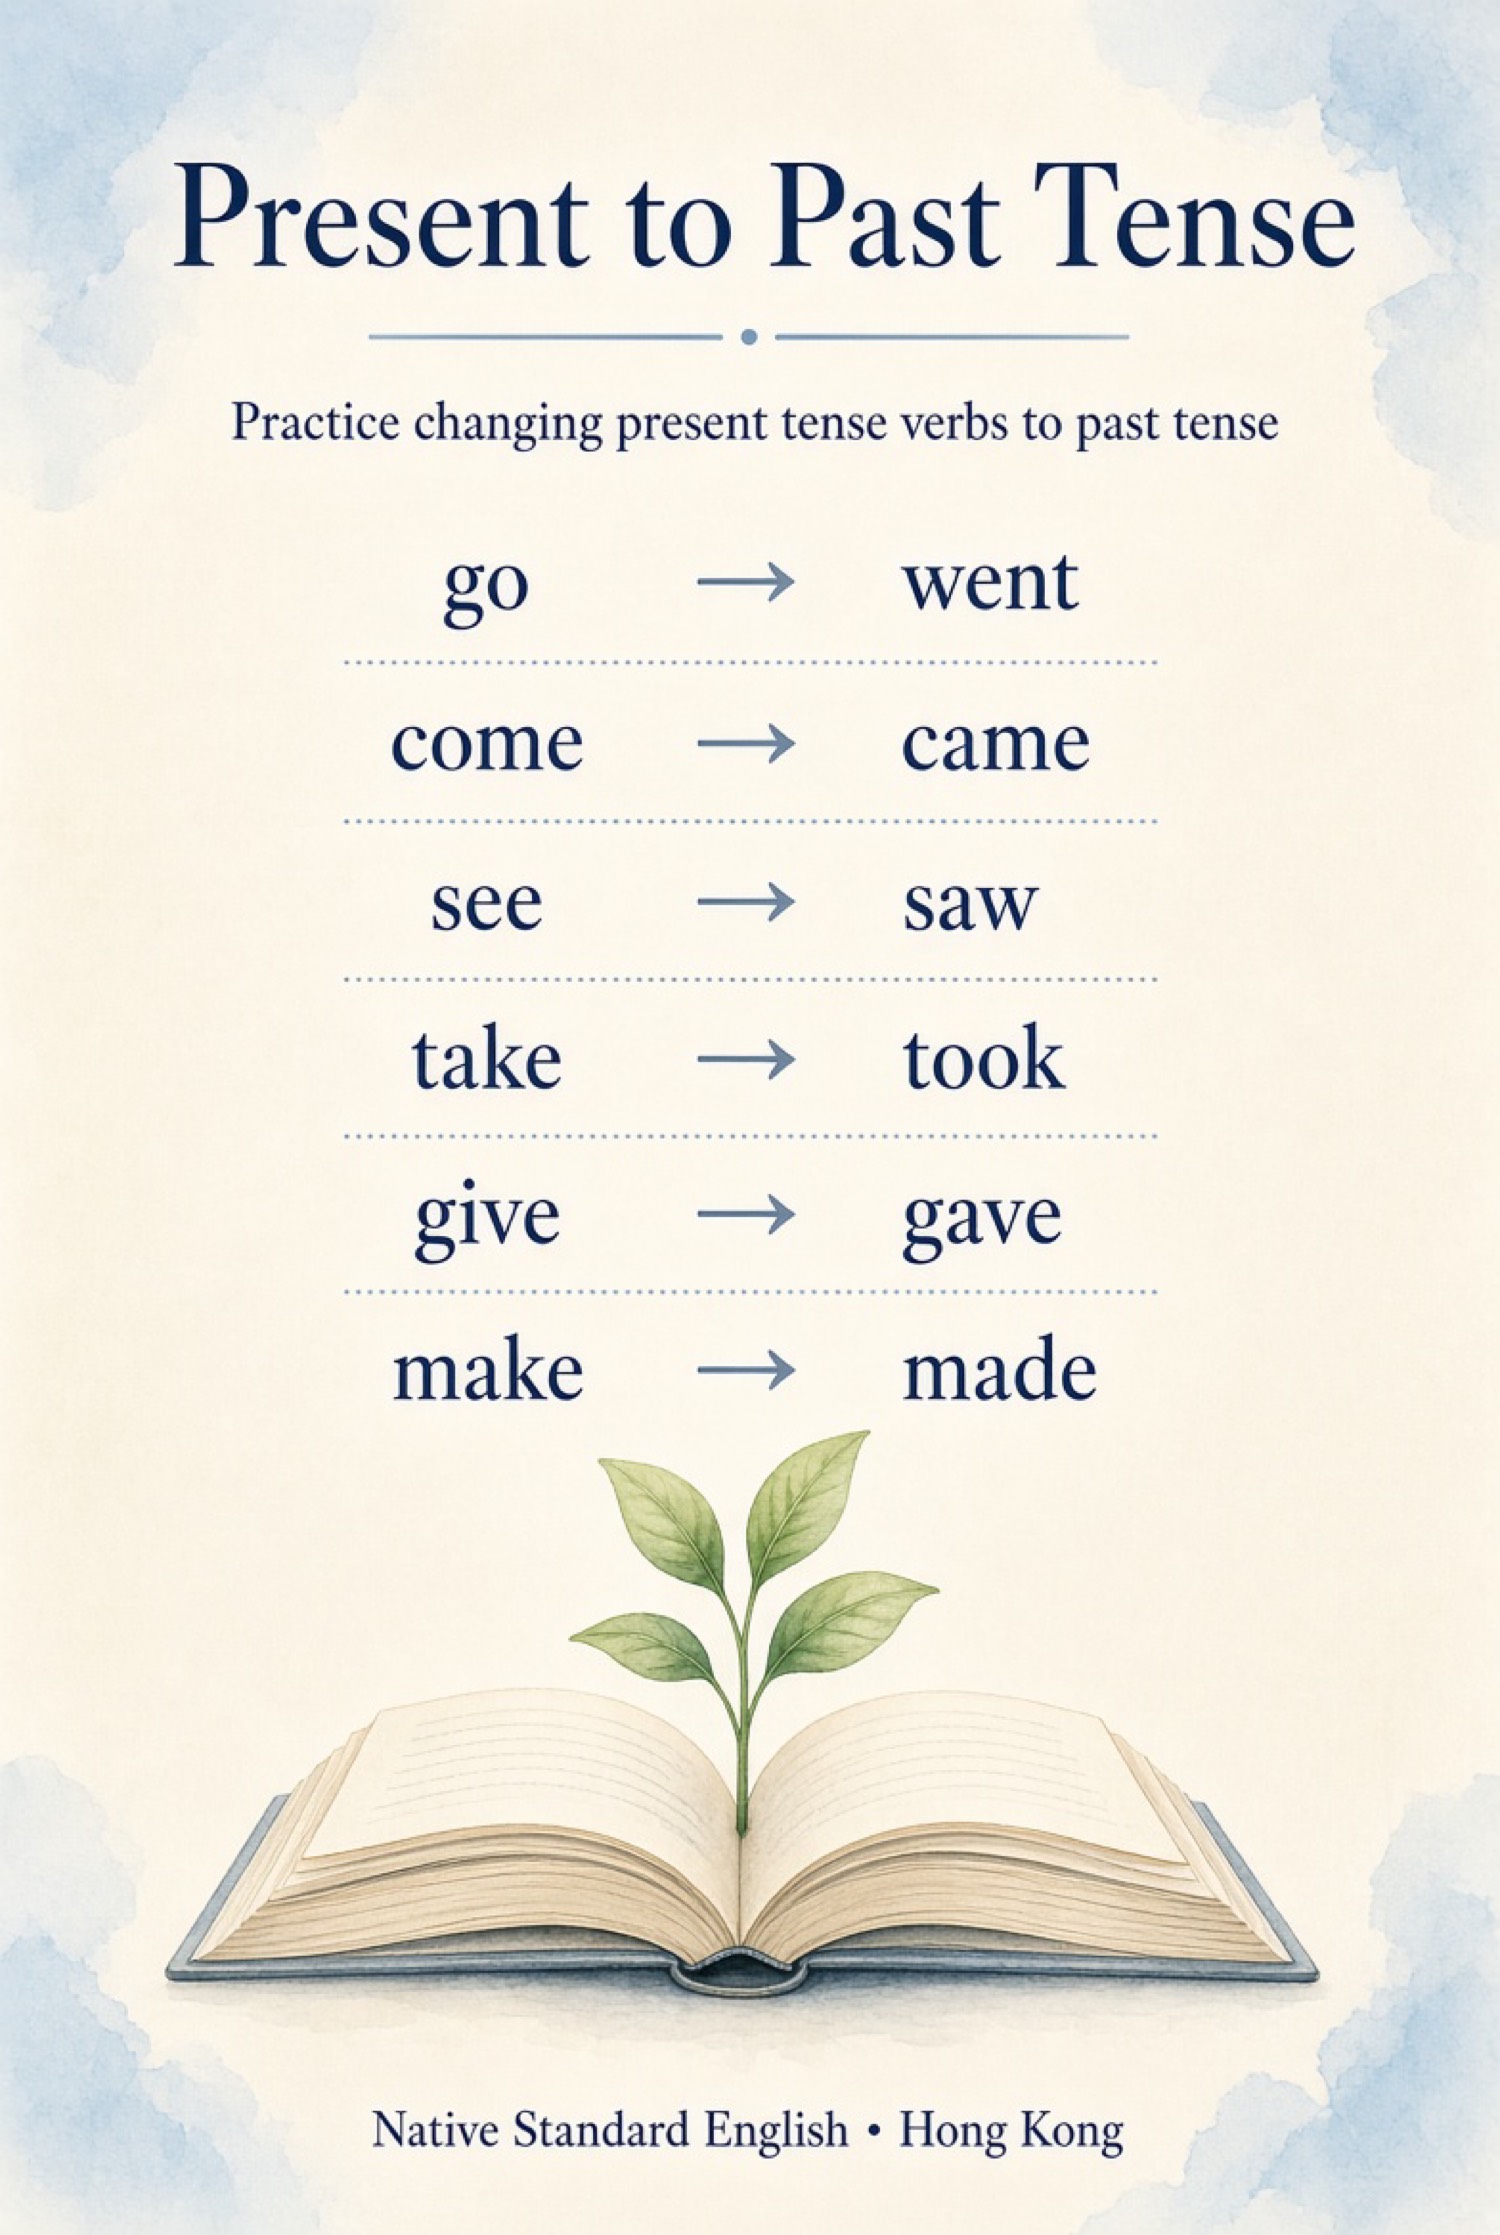 Present to Past Tense
Practice changing present tense verbs to past tense
go → went
come → came
see → saw
take → took
give → gave
make → made
Native Standard English • Hong Kong